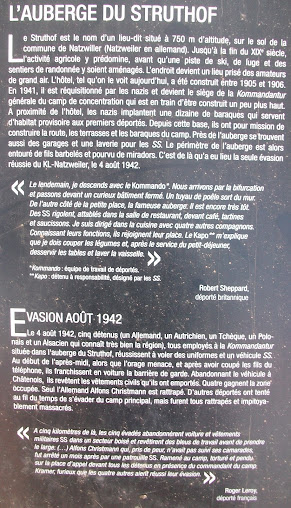 L'AUBERGE DU STRUTHOF
Le Struthof est le nom d'un lieu-dit situé à 750 m d'altitude, sur le sol de la
commune de Natzwiller (Natzweiler en allemand). Jusqu'à la fin du XIXe siècle,
l'activité agricole y prédomine, avant qu'une piste de ski, de luge et des
sentiers de randonnée y soient aménagés. L'endroit devient un lieu prisé des amateurs
de grand air. L'hôtel, tel qu'on le voit aujourd'hui, a été construit entre 1905 et 1906.
En 1941, il est réquisitionné par les nazis et devient le siège de la Kommandantur
générale du camp de concentration qui est en train d'être construit un peu plus haut.
A proximité de l'hôtel, les nazis implantent une dizaine de baraques qui servent
d'habitat provisoire aux premiers déportés. Depuis cette base, ils ont pour mission de
construire la route, les terrasses et les baraques du camp. Près de l'auberge se trouvent
aussi des garages et une laverie pour les SS. Le périmètre de l'auberge est alors
entouré de fils barbelés et pourvu de miradors. C'est de là qu'a eu lieu la seule évasion
réussie du KL-Natzweiler, le 4 août 1942.
« Le lendemain, je descends avec le Kommando*. Nous arrivons par la bifurcation
et passons devant un curieux bâtiment fermé. Un tuyau de poêle sort du mur.
De l'autre côté de la petite place, la fameuse auberge. Il est encore très tôt.
Des SS rigolent, attablés dans la salle de restaurant, devant café, tartines
et saucissons. Je suis dirigé dans la cuisine avec quatre autres compagnons.
Connaissant leurs fonctions, ils rejoignent leur place. Le Kapo** m'explique
que je dois couper les légumes et, après le service du petit-déjeuner,
desservir les tables et laver la vaisselle. »
*Kommando : équipe de travail de déportés.
**Kapo : détenu à responsabilité, désigné par les SS.
Robert Sheppard,
déporté britannique
EVASION AOÛT 1942
Le 4 août 1942, cinq détenus (un Allemand, un Autrichien, un Tchèque, un Polo-
nais et un Alsacien qui connaît très bien la région), tous employés à la Kommandantur
située dans l'auberge du Struthof, réussissent à voler des uniformes et un véhicule SS.
Au début de l'après-midi, alors que l'orage menace, et après avoir coupé les fils du
téléphone, ils franchissent en voiture la barrière de garde. Abandonnant le véhicule à
Châtenois, ils revêtent les vêtements civils qu'ils ont emportés. Quatre gagnent la zone
occupée. Seul l'Allemand Alfons Christmann est rattrapé. D'autres déportés ont tenté
au fil du temps de s'évader du camp principal, mais furent tous rattrapés et impitoya-
blement massacrés.
« A cinq kilomètres de là, les cinq évadés abandonnèrent voiture et vêtements
militaires SS dans un secteur boisé et revêtirent des bleus de travail avant de prendre
le large. (...) Alfons Christmann qui, pris de peur, n'avait pas suivi ses camarades,
fut arrêté un mois après par une patrouille SS. Ramené au camp, torturé et pendu
sur la place d'appel devant tous les détenus en présence du commandant du camp,
Kramer, furieux que les quatre autres aient réussi leur évasion. »
Roger Leroy,
déporté français